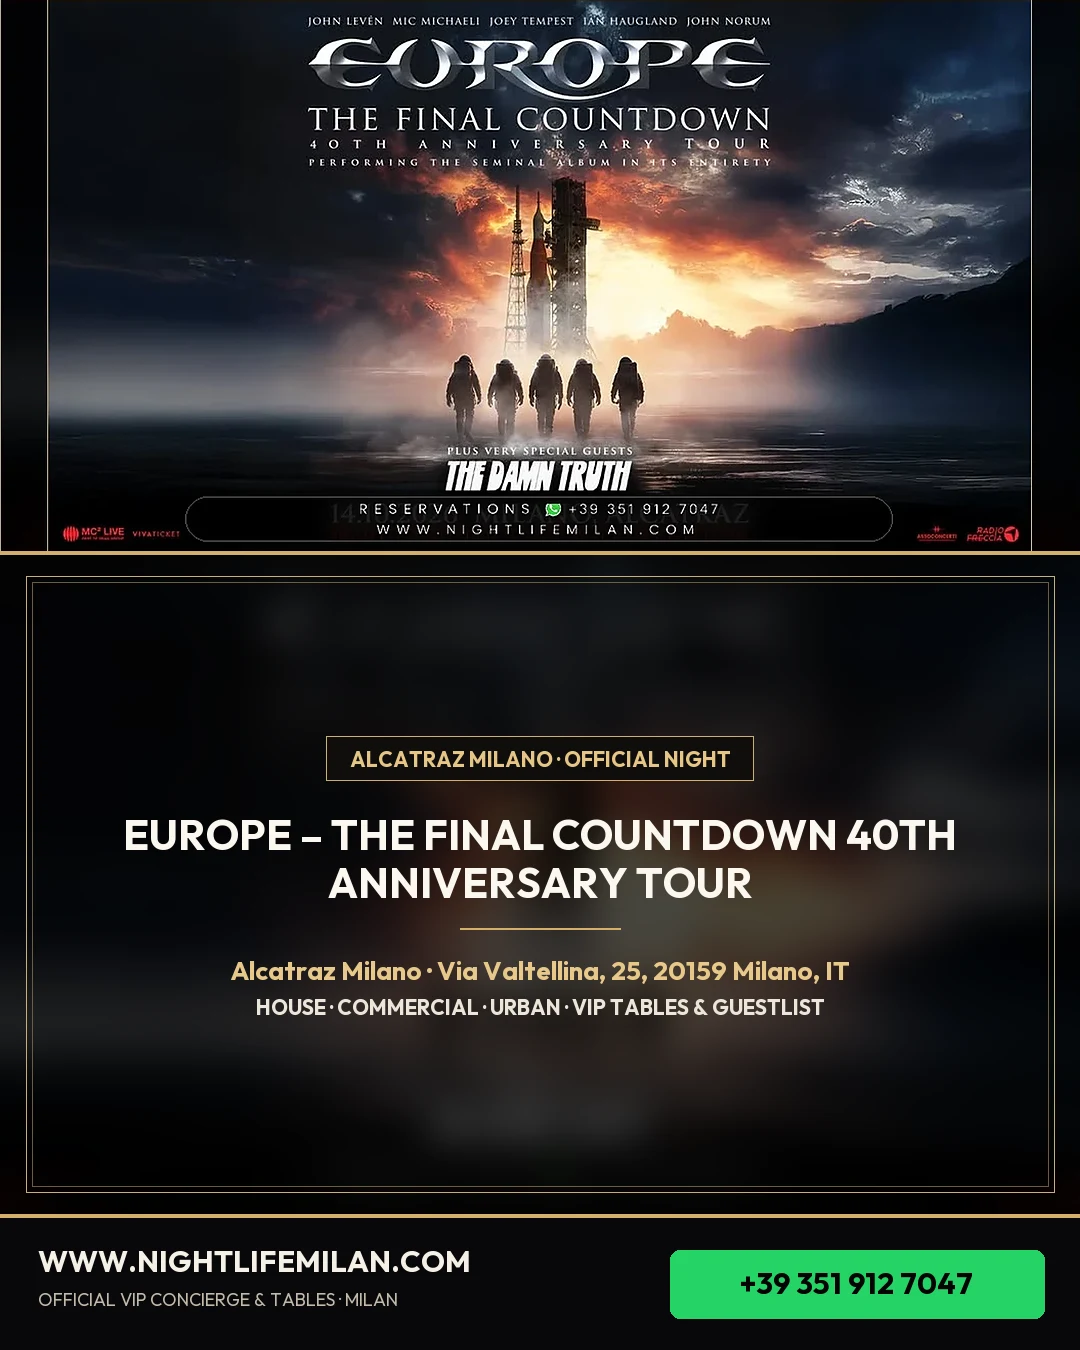 JOHN LEVÉN MIC MICHAELI JOEY TEMPEST IAN HAUGLAND JOHN NORUM
EUROPE
THE FINAL COUNTDOWN
40TH ANNIVERSARY TOUR
PERFORMING THE SEMINAL ALBUM IN ITS ENTIRETY
PLUS VERY SPECIAL GUESTS
THE DAMN TRUTH
RESERVATIONS +39 351 912 7047
WWW.NIGHTLIFEMILAN.COM
MC² LIVE
VIVATICKET
ASSOCONCERTI
RADIO FRECCIA
ALCATRAZ MILANO · OFFICIAL NIGHT
EUROPE – THE FINAL COUNTDOWN 40TH
ANNIVERSARY TOUR
Alcatraz Milano · Via Valtellina, 25, 20159 Milano, IT
HOUSE · COMMERCIAL · URBAN · VIP TABLES & GUESTLIST
WWW.NIGHTLIFEMILAN.COM
+39 351 912 7047
OFFICIAL VIP CONCIERGE & TABLES · MILAN